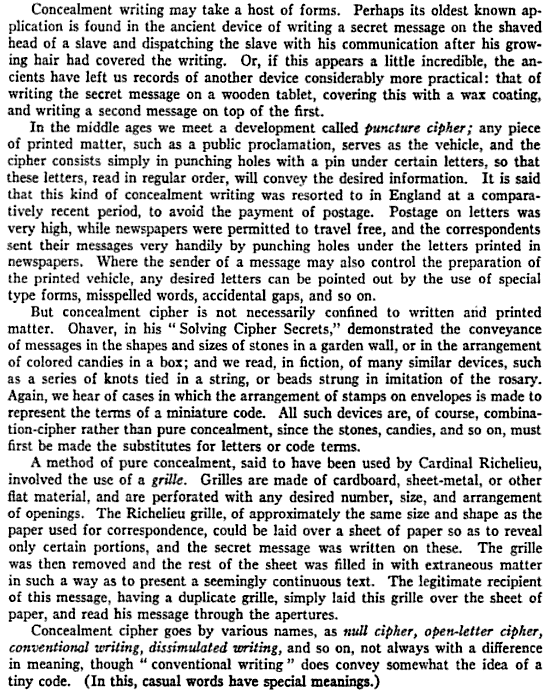 Concealment writing may take a host of forms. Perhaps its oldest known ap-
plication is found in the ancient device of writing a secret message on the shaved
head of a slave and dispatching the slave with his communication after his grow-
ing hair had covered the writing. Or, if this appears a little incredible, the an-
cients have left us records of another device considerably more practical: that of
writing the secret message on a wooden tablet, covering this with a wax coating,
and writing a second message on top of the first.
In the middle ages we meet a development called puncture cipher; any piece
of printed matter, such as a public proclamation, serves as the vehicle, and the
cipher consists simply in punching holes with a pin under certain letters, so that
these letters, read in regular order, will convey the desired information. It is said
that this kind of concealment writing was resorted to in England at a compara-
tively recent period, to avoid the payment of postage. Postage on letters was
very high, while newspapers were permitted to travel free, and the correspondents
sent their messages very handily by punching holes under the letters printed in
newspapers. Where the sender of a message may also control the preparation of
the printed vehicle, any desired letters can be pointed out by the use of special
type forms, misspelled words, accidental gaps, and so on.
But concealment cipher is not necessarily confined to written and printed
matter. Ohaver, in his “Solving Cipher Secrets,” demonstrated the conveyance
of messages in the shapes and sizes of stones in a garden wall, or in the arrangement
of colored candies in a box; and we read, in fiction, of many similar devices, such
as a series of knots tied in a string, or beads strung in imitation of the rosary.
Again, we hear of cases in which the arrangement of stamps on envelopes is made to
represent the terms of a miniature code. All such devices are, of course, combina-
tion-cipher rather than pure concealment, since the stones, candies, and so on, must
first be made the substitutes for letters or code terms.
A method of pure concealment, said to have been used by Cardinal Richelieu,
involved the use of a grille. Grilles are made of cardboard, sheet-metal, or other
flat material, and are perforated with any desired number, size, and arrangement
of openings. The Richelieu grille, of approximately the same size and shape as the
paper used for correspondence, could be laid over a sheet of paper so as to reveal
only certain portions, and the secret message was written on these. The grille
was then removed and the rest of the sheet was filled in with extraneous matter
in such a way as to present a seemingly continuous text. The legitimate recipient
of this message, having a duplicate grille, simply laid this grille over the sheet of
paper, and read his message through the apertures.
Concealment cipher goes by various names, as null cipher, open-letter cipher,
conventional writing, dissimulated writing, and so on, not always with a difference
in meaning, though “conventional writing” does convey somewhat the idea of a
tiny code. (In this, casual words have special meanings.)